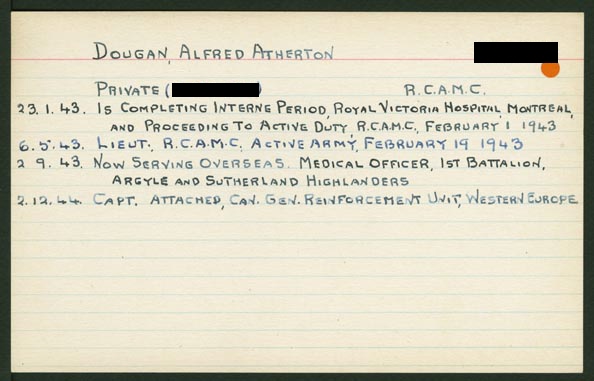 DOUGAN, ALFRED ATHERTON
PRIVATE ( ) R.C.A.M.C.
23.1.43. IS COMPLETING INTERNE PERIOD, ROYAL VICTORIA HOSPITAL, MONTREAL,
AND PROCEEDING TO ACTIVE DUTY, R.C.A.M.C., FEBRUARY 1 1943
6.5.43. LIEUT., R.C.A.M.C., ACTIVE ARMY, FEBRUARY 19 1943
2 9.43. NOW SERVING OVERSEAS. MEDICAL OFFICER, 1ST BATTALION,
ARGYLE AND SUTHERLAND HIGHLANDERS
2.12.44. CAPT. ATTACHED, CAN. GEN. REINFORCEMENT UNIT, WESTERN EUROPE